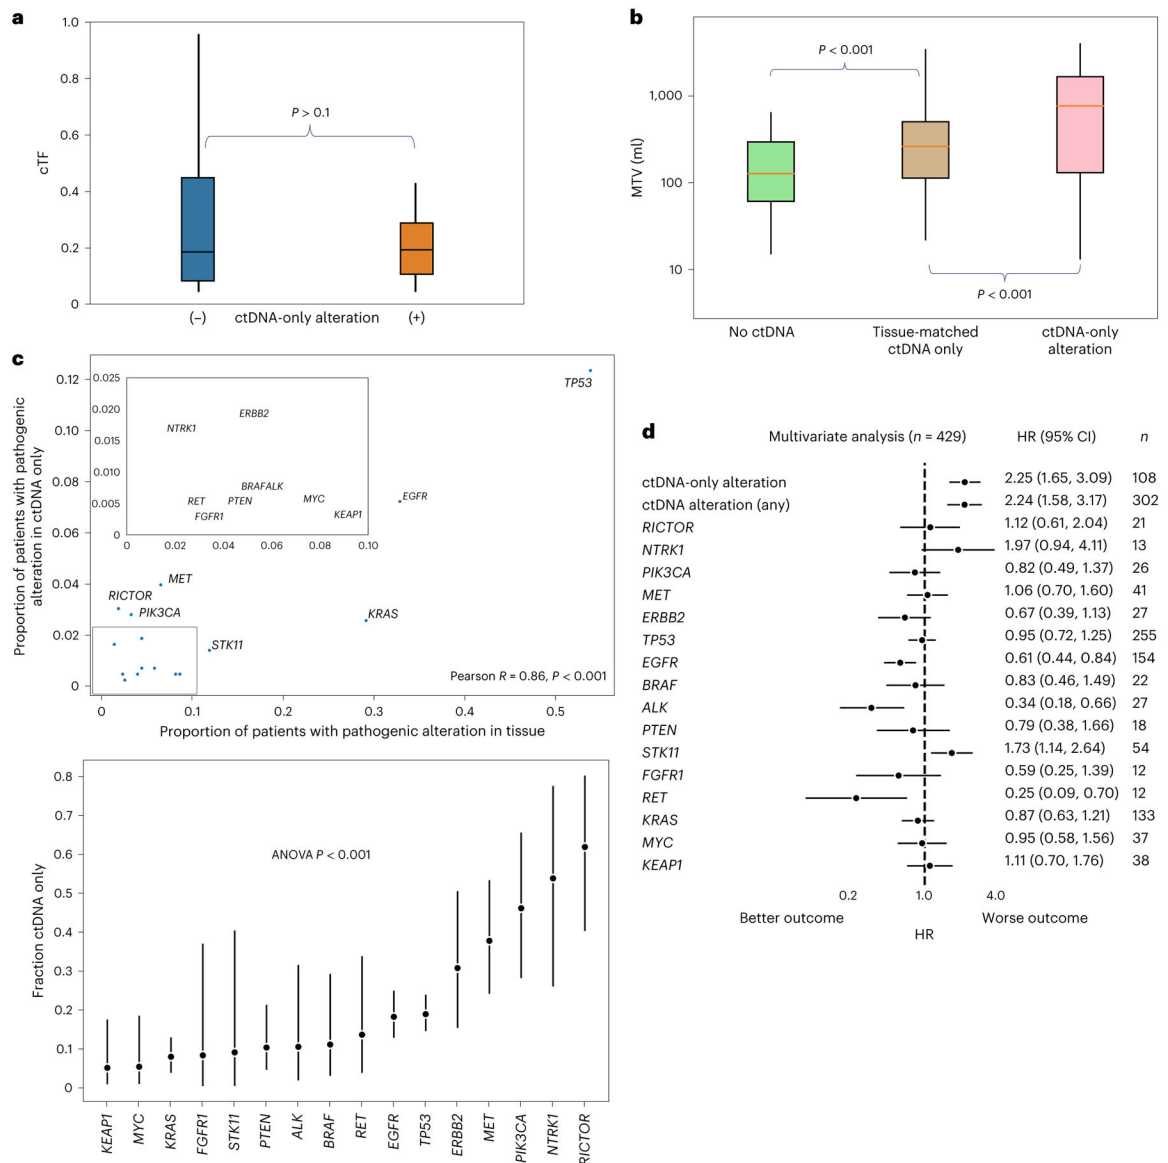 a
1.0
0.8
0.6
0.4
0.2
0
cTF
P > 0.1
(–) ctDNA-only alteration (+)
b
1,000
100
10
MTV (ml)
P < 0.001
P < 0.001
No ctDNA
Tissue-matched
ctDNA only
ctDNA-only
alteration
c
Proportion of patients with pathogenic
alteration in ctDNA only
0.12
0.10
0.08
0.06
0.04
0.02
0
0.025
0.020
0.015
0.010
0.005
0
0 0.02 0.04 0.06 0.08 0.10
NTRK1
ERBB2
BRAF
ALK
RET
PTEN
MYC
FGFR1
KEAP1
TP53
EGFR
MET
RICTOR
PIK3CA
KRAS
STK11
Pearson R = 0.86, P < 0.001
0 0.1 0.2 0.3 0.4 0.5
Proportion of patients with pathogenic alteration in tissue
Fraction ctDNA only
0.8
0.7
0.6
0.5
0.4
0.3
0.2
0.1
0
ANOVA P < 0.001
KEAP1
MYC
KRAS
FGFR1
STK11
PTEN
ALK
BRAF
RET
EGFR
TP53
ERBB2
MET
PIK3CA
NTRK1
RICTOR
d
Multivariate analysis (n = 429) HR (95% CI) n
ctDNA-only alteration 2.25 (1.65, 3.09) 108
ctDNA alteration (any) 2.24 (1.58, 3.17) 302
RICTOR 1.12 (0.61, 2.04) 21
NTRK1 1.97 (0.94, 4.11) 13
PIK3CA 0.82 (0.49, 1.37) 26
MET 1.06 (0.70, 1.60) 41
ERBB2 0.67 (0.39, 1.13) 27
TP53 0.95 (0.72, 1.25) 255
EGFR 0.61 (0.44, 0.84) 154
BRAF 0.83 (0.46, 1.49) 22
ALK 0.34 (0.18, 0.66) 27
PTEN 0.79 (0.38, 1.66) 18
STK11 1.73 (1.14, 2.64) 54
FGFR1 0.59 (0.25, 1.39) 12
RET 0.25 (0.09, 0.70) 12
KRAS 0.87 (0.63, 1.21) 133
MYC 0.95 (0.58, 1.56) 37
KEAP1 1.11 (0.70, 1.76) 38
0.2 1.0 4.0
Better outcome Worse outcome
HR